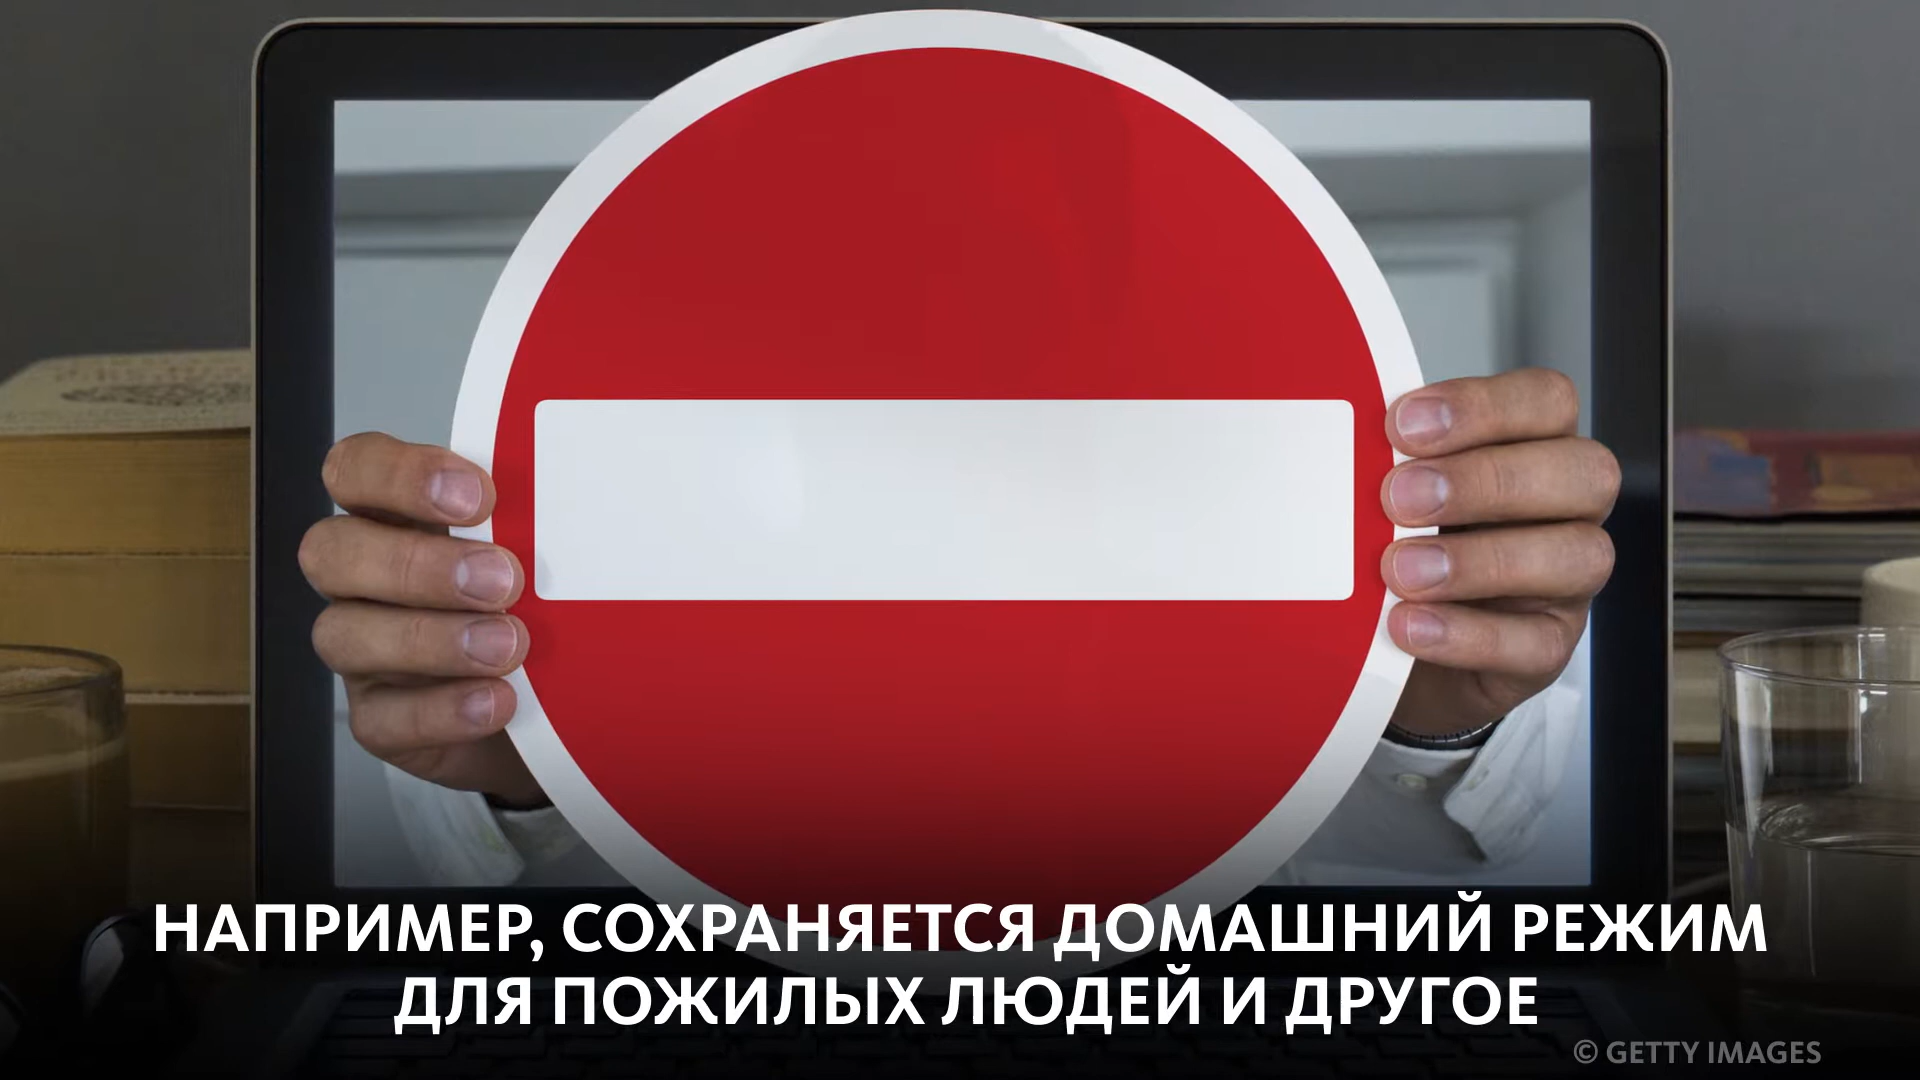 НАПРИМЕР, СОХРАНЯЕТСЯ ДОМАШНИЙ РЕЖИМ
ДЛЯ ПОЖИЛЫХ ЛЮДЕЙ И ДРУГОЕ
© GETTY IMAGES